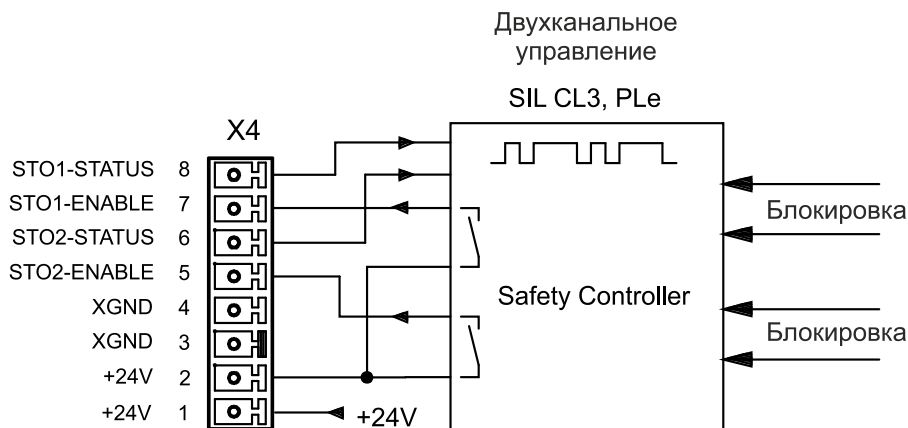 Двухканальное
управление
SIL CL3, PLe
X4
STO1-STATUS 8
STO1-ENABLE 7
STO2-STATUS 6
STO2-ENABLE 5
XGND 4
XGND 3
+24V 2
+24V 1
+24V
Safety Controller
Блокировка
Блокировка